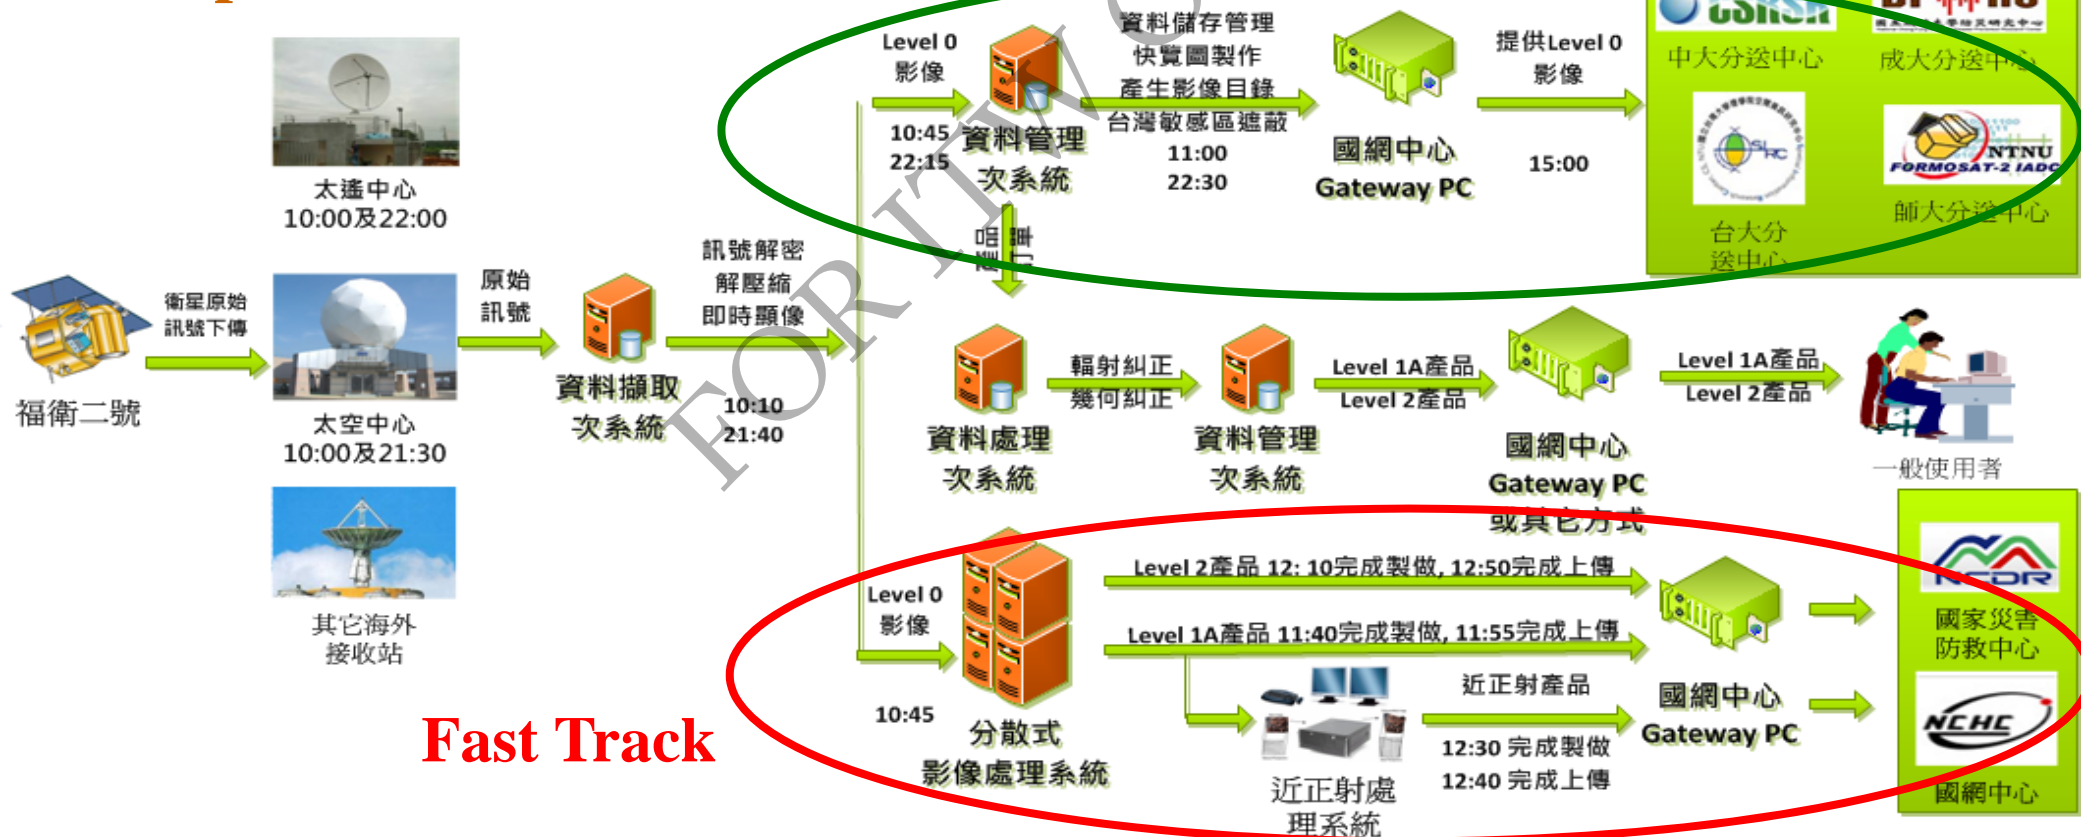 太遙中心
10:00及22:00
福衛二號
衛星原始
訊號下傳
太空中心
10:00及21:30
其它海外
接收站
原始
訊號
資料擷取
次系統
訊號解密
解壓縮
即時顯像
10:10
21:40
Level 0
影像
10:45
22:15
資料管理
次系統
資料儲存管理
快覽圖製作
產生影像目錄
台灣敏感區遮蔽
11:00
22:30
國網中心
Gateway PC
提供Level 0
影像
15:00
CSRSR
中大分送中心
成大分送中心
台大分
送中心
NTNU
FORMOSAT-2 IADC
師大分送中心
產品
訂單
資料處理
次系統
輻射糾正
幾何糾正
資料管理
次系統
Level 1A產品
Level 2產品
國網中心
Gateway PC
或其它方式
Level 1A產品
Level 2產品
一般使用者
Fast Track
Level 0
影像
10:45
分散式
影像處理系統
Level 2產品 12: 10完成製做, 12:50完成上傳
Level 1A產品 11:40完成製做, 11:55完成上傳
近正射處
理系統
近正射產品
12:30 完成製做
12:40 完成上傳
國網中心
Gateway PC
NCDR
國家災害
防救中心
NCHC
國網中心
FOR ITW